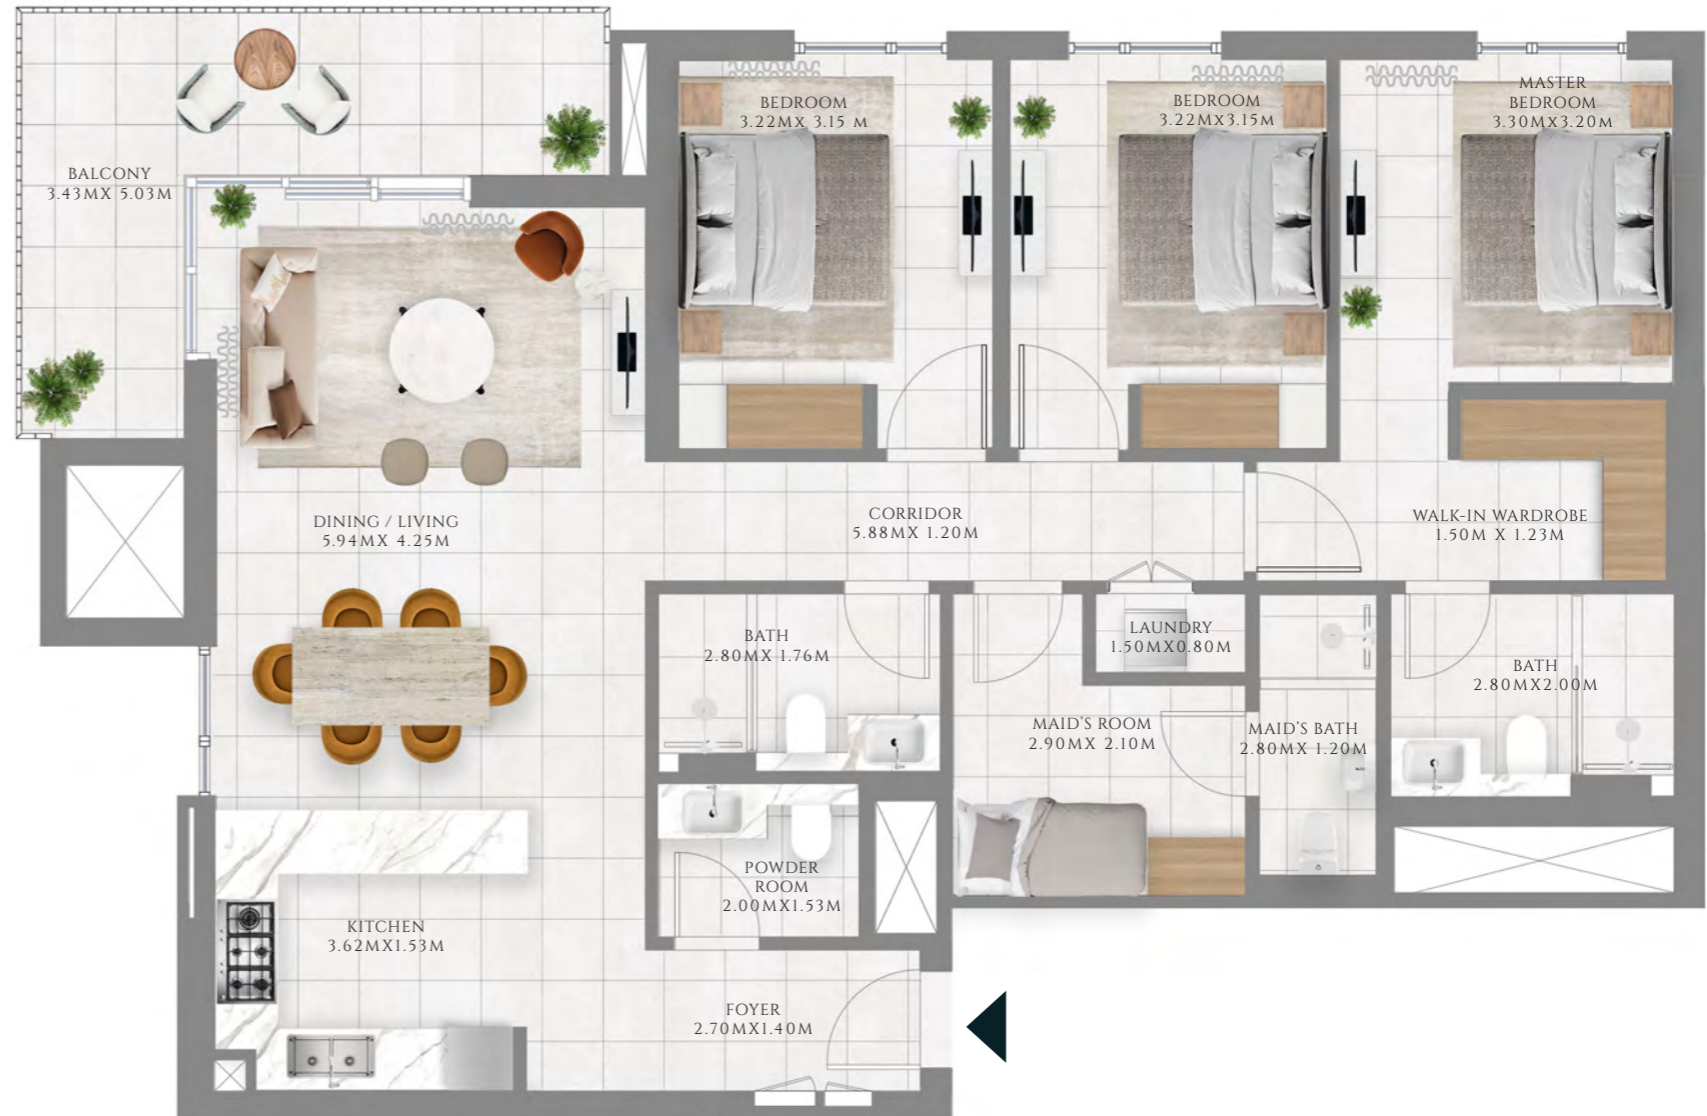 BALCONY
3.43MX 5.03M
BEDROOM
3.22MX 3.15 M
BEDROOM
3.22MX3.15M
MASTER
BEDROOM
3.30MX3.20M
DINING / LIVING
5.94MX 4.25M
CORRIDOR
5.88MX 1.20M
WALK-IN WARDROBE
1.50M X 1.23M
BATH
2.80MX 1.76M
LAUNDRY
1.50MX0.80M
BATH
2.80MX2.00M
MAID'S ROOM
2.90MX 2.10M
MAID'S BATH
2.80MX 1.20M
POWDER
ROOM
2.00MX1.53M
KITCHEN
3.62MX1.53M
FOYER
2.70MX1.40M